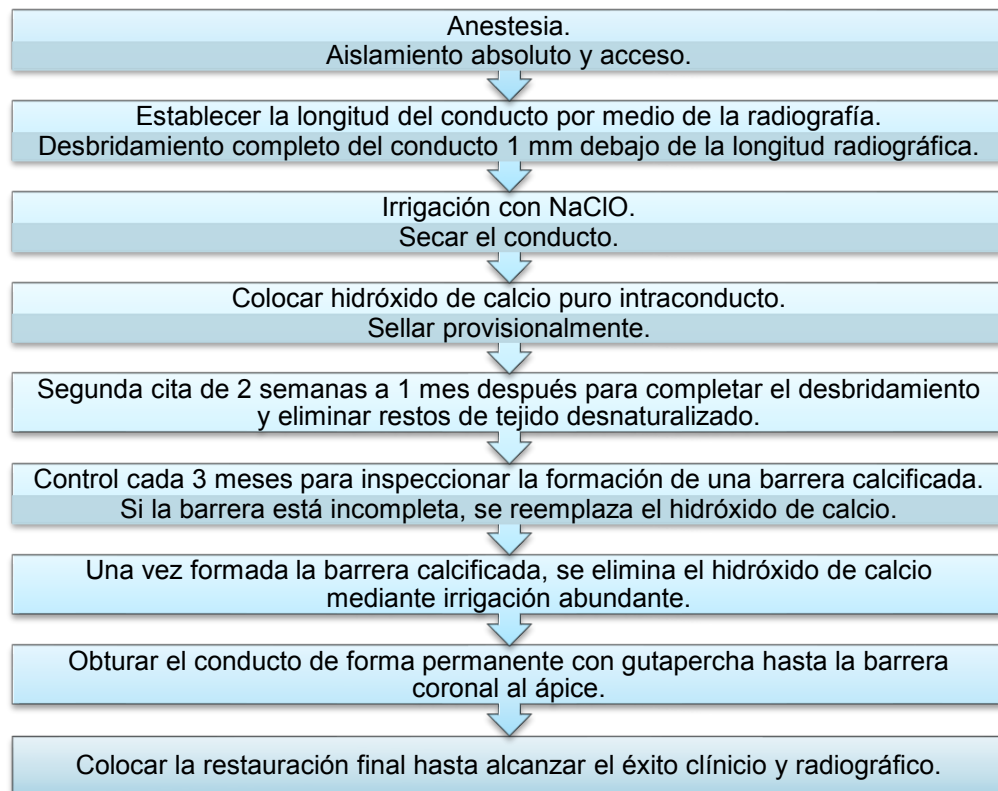 Anestesia.
Aislamiento absoluto y acceso.
Establecer la longitud del conducto por medio de la radiografía.
Desbridamiento completo del conducto 1 mm debajo de la longitud radiográfica.
Irrigación con NaClO.
Secar el conducto.
Colocar hidróxido de calcio puro intraconducto.
Sellar provisionalmente.
Segunda cita de 2 semanas a 1 mes después para completar el desbridamiento
y eliminar restos de tejido desnaturalizado.
Control cada 3 meses para inspeccionar la formación de una barrera calcificada.
Si la barrera está incompleta, se reemplaza el hidróxido de calcio.
Una vez formada la barrera calcificada, se elimina el hidróxido de calcio
mediante irrigación abundante.
Obturar el conducto de forma permanente con gutapercha hasta la barrera
coronal al ápice.
Colocar la restauración final hasta alcanzar el éxito clínicio y radiográfico.